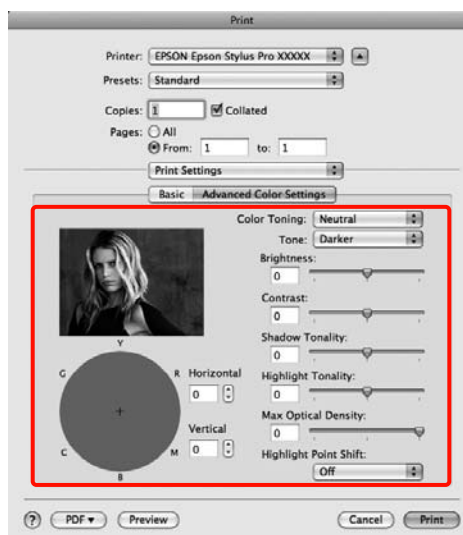 Print
Printer: EPSON Epson Stylus Pro XXXXX
Presets: Standard
Copies: 1 Collated
Pages: All
From: 1 to: 1
Print Settings
Basic Advanced Color Settings
Color Toning: Neutral
Tone: Darker
Brightness:
0
Contrast:
0
Shadow Tonality:
0
Highlight Tonality:
0
Max Optical Density:
0
Highlight Point Shift:
Off
Y
G R
C M
B
Horizontal
0
Vertical
0
? PDF▼ Preview Cancel Print